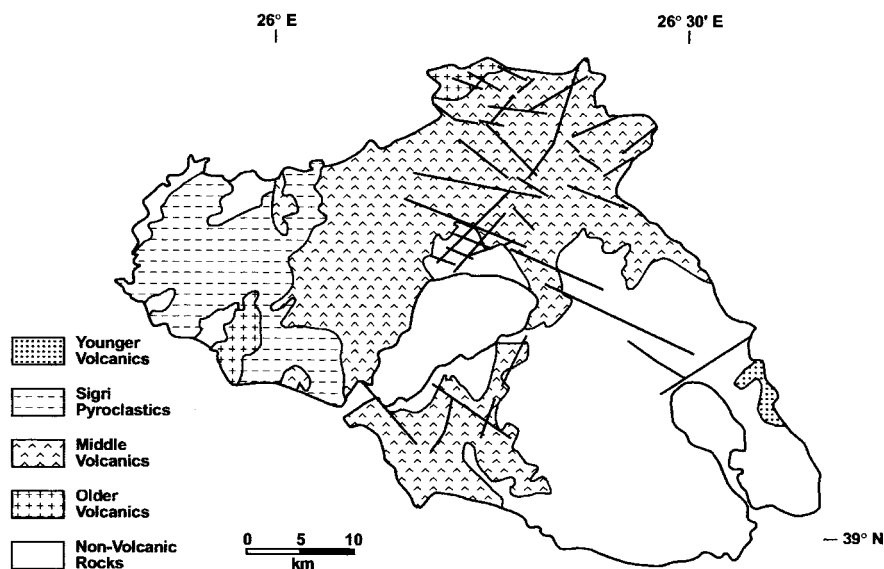 26° E
26° 30' E
Younger
Volcanics
Sigri
Pyroclastics
Middle
Volcanics
Older
Volcanics
Non-Volcanic
Rocks
0 5 10
km
39° N